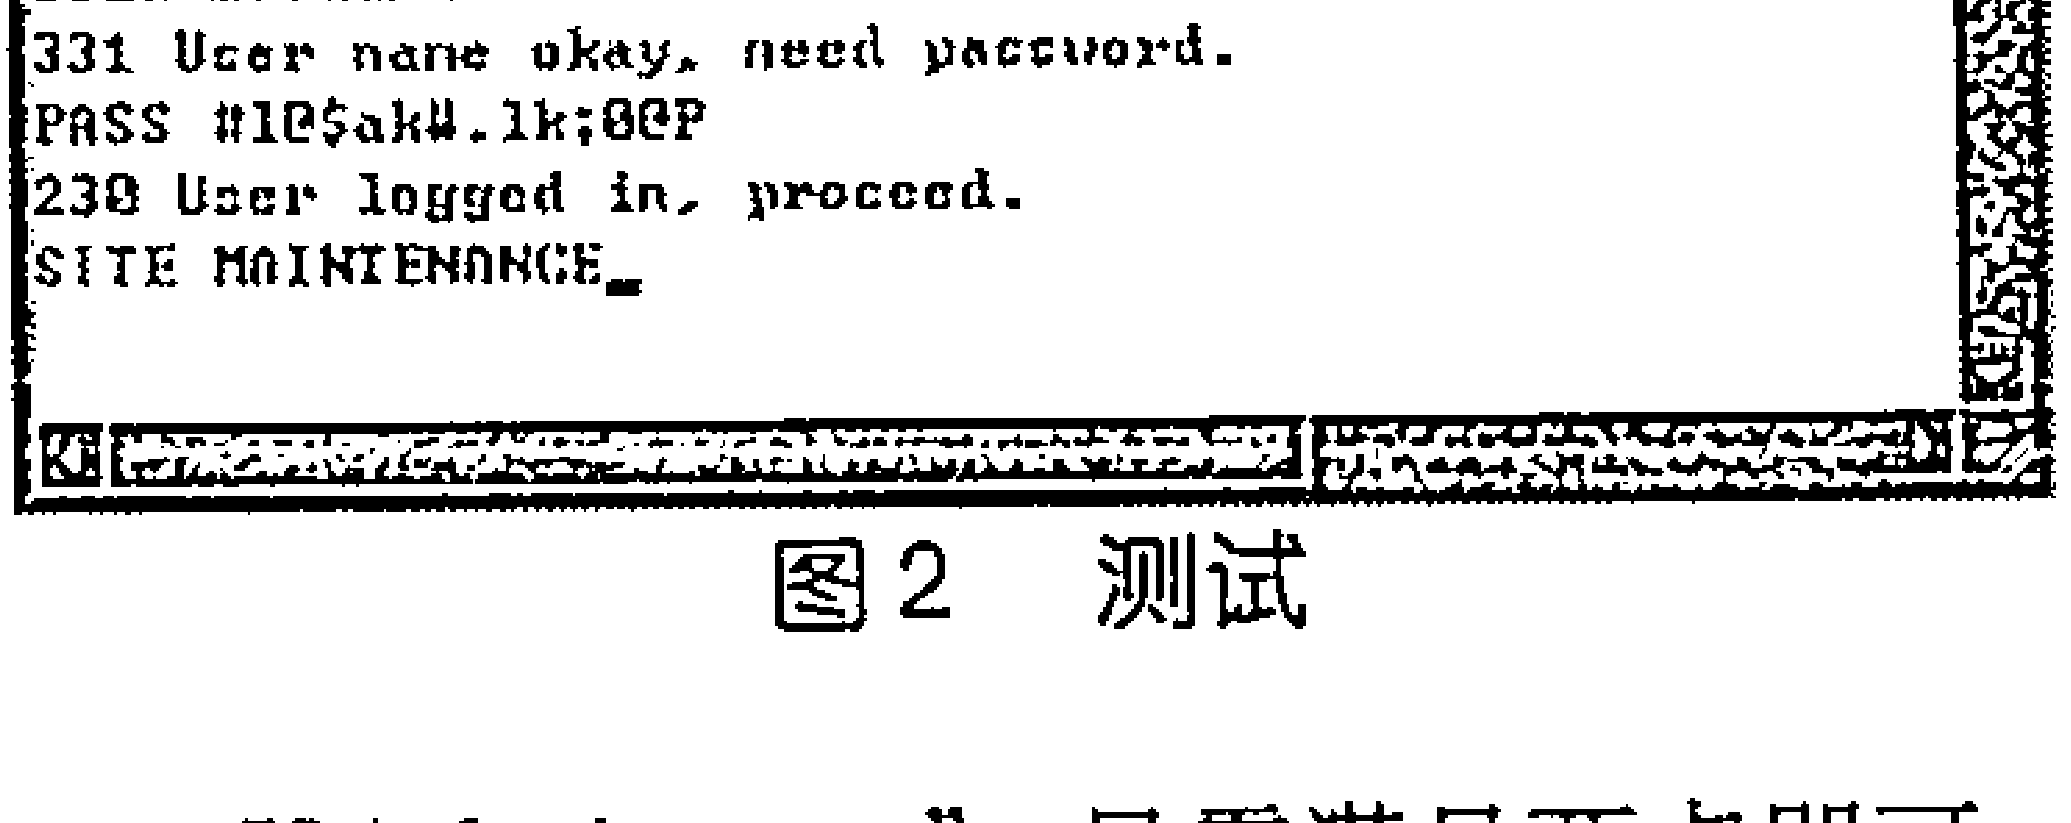 331 User name okay, need password.
PASS #1@$ak#.lk;0@P
230 User logged in, proceed.
SITE MAINTENANCE_
图2 测试